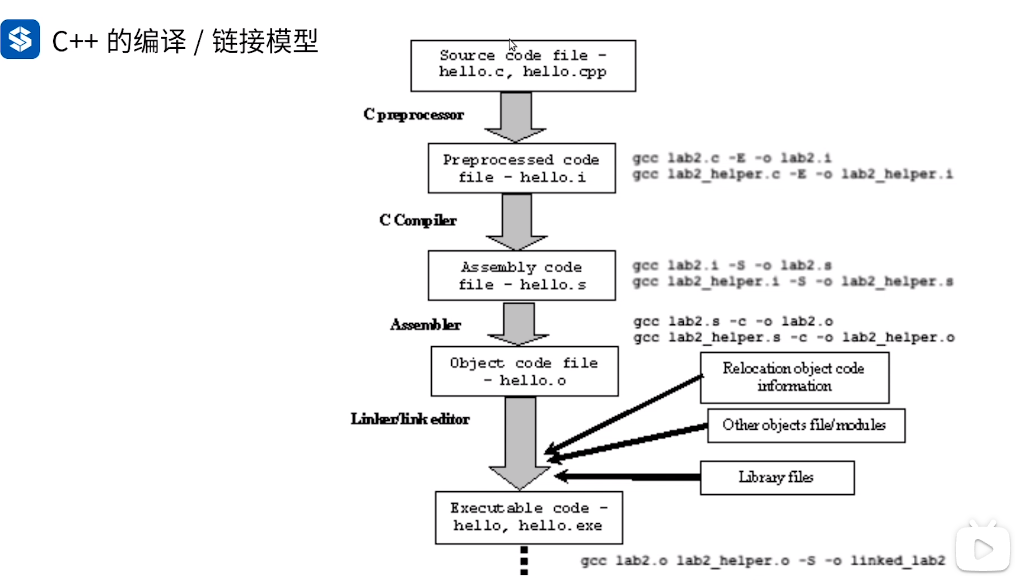 C++ 的编译 / 链接模型
Source code file -
hello.c, hello.cpp
C preprocessor
Preprocessed code
file - hello.i
gcc lab2.c -E -o lab2.i
gcc lab2_helper.c -E -o lab2_helper.i
C Compiler
Assembly code
file - hello.s
gcc lab2.i -S -o lab2.s
gcc lab2_helper.i -S -o lab2_helper.s
Assembler
gcc lab2.s -c -o lab2.o
gcc lab2_helper.s -c -o lab2_helper.o
Object code file
- hello.o
Relocation object code
information
Linker/link editor
Other objects file/modules
Library files
Executable code -
hello, hello.exe
gcc lab2.o lab2_helper.o -S -o linked_lab2